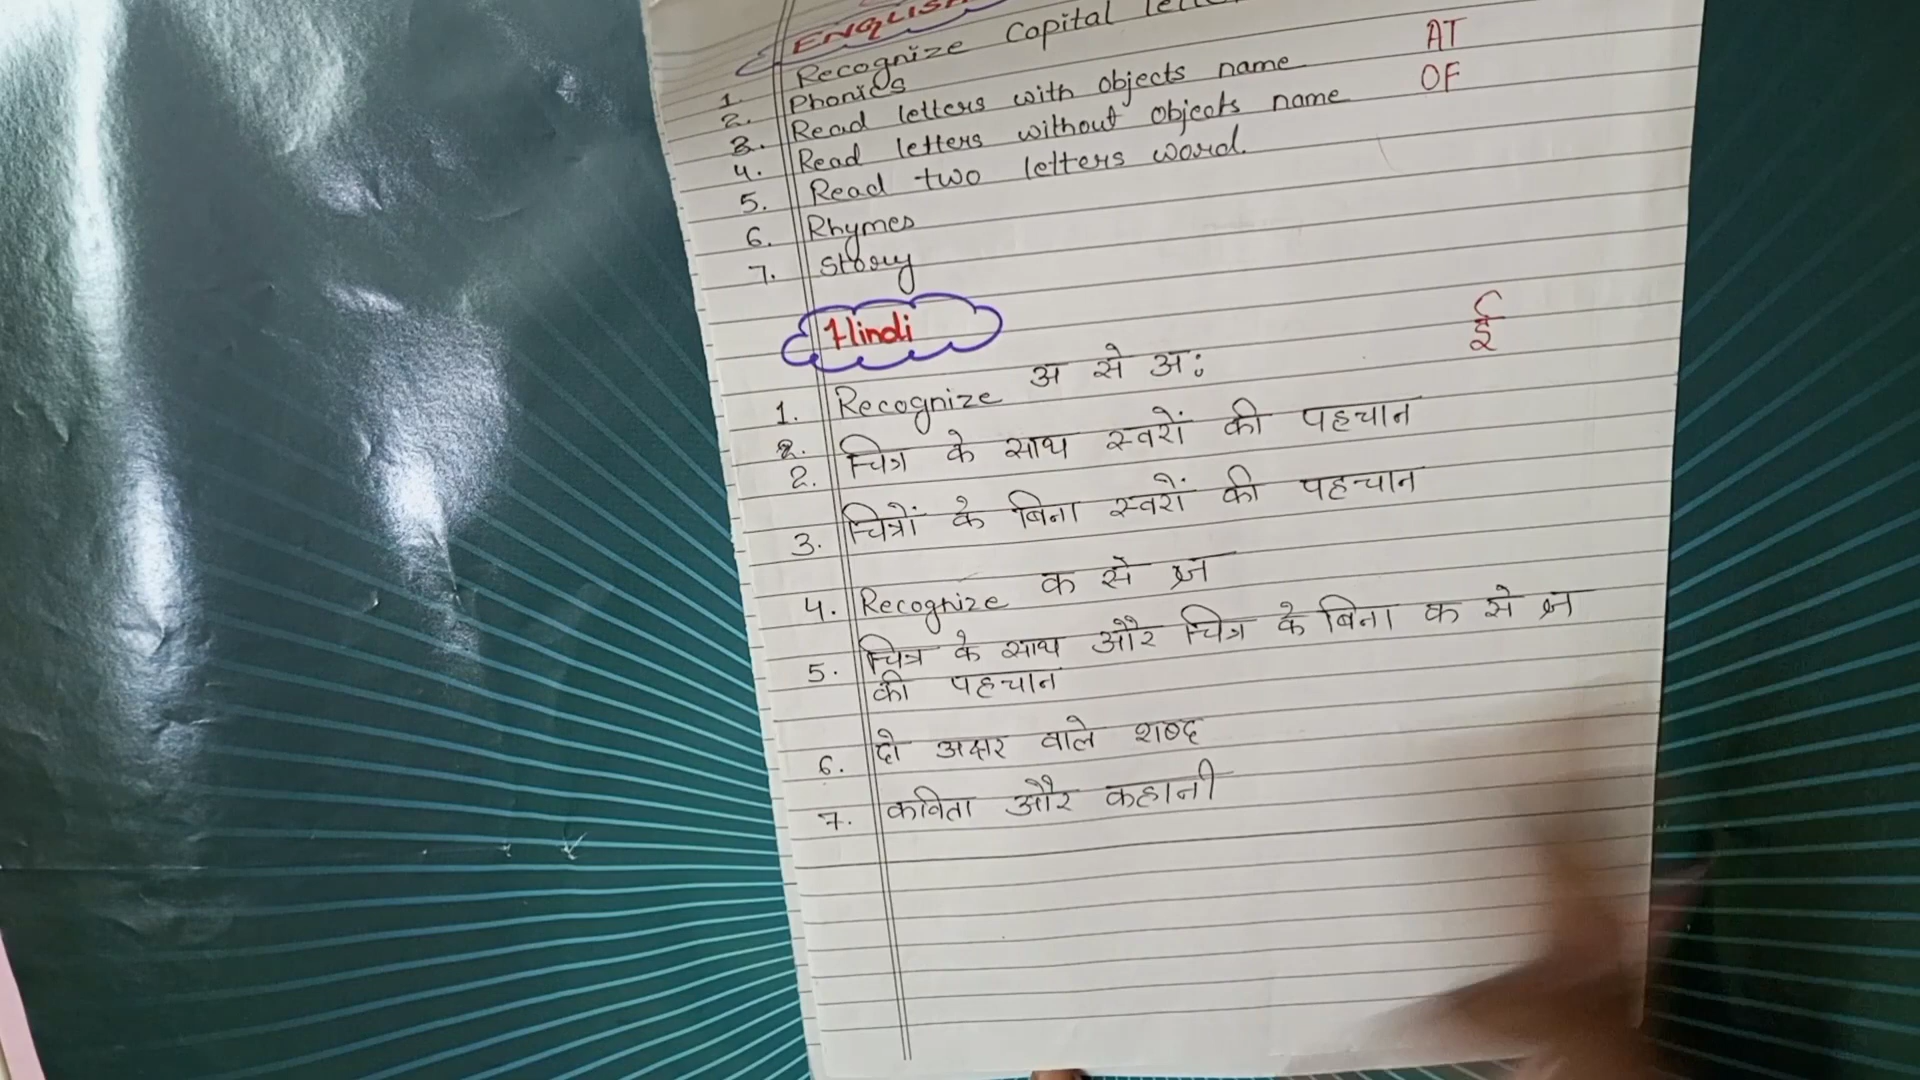 ENGLISH
1. Recognize Capital
2. Phonics
3. Read letters with objects name AT
4. Read letters without objects name OF
5. Read two letters word.
6. Rhymes
7. Story
Hindi
ई
1. Recognize अ से अः
2.
2. चित्र के साथ स्वरों की पहचान
3. चित्रों के बिना स्वरों की पहचान
4. Recognize क से ज्ञ
5. चित्र के साथ और चित्र के बिना क से ज्ञ
की पहचान
6. दो अक्षर वाले शब्द
7. कविता और कहानी